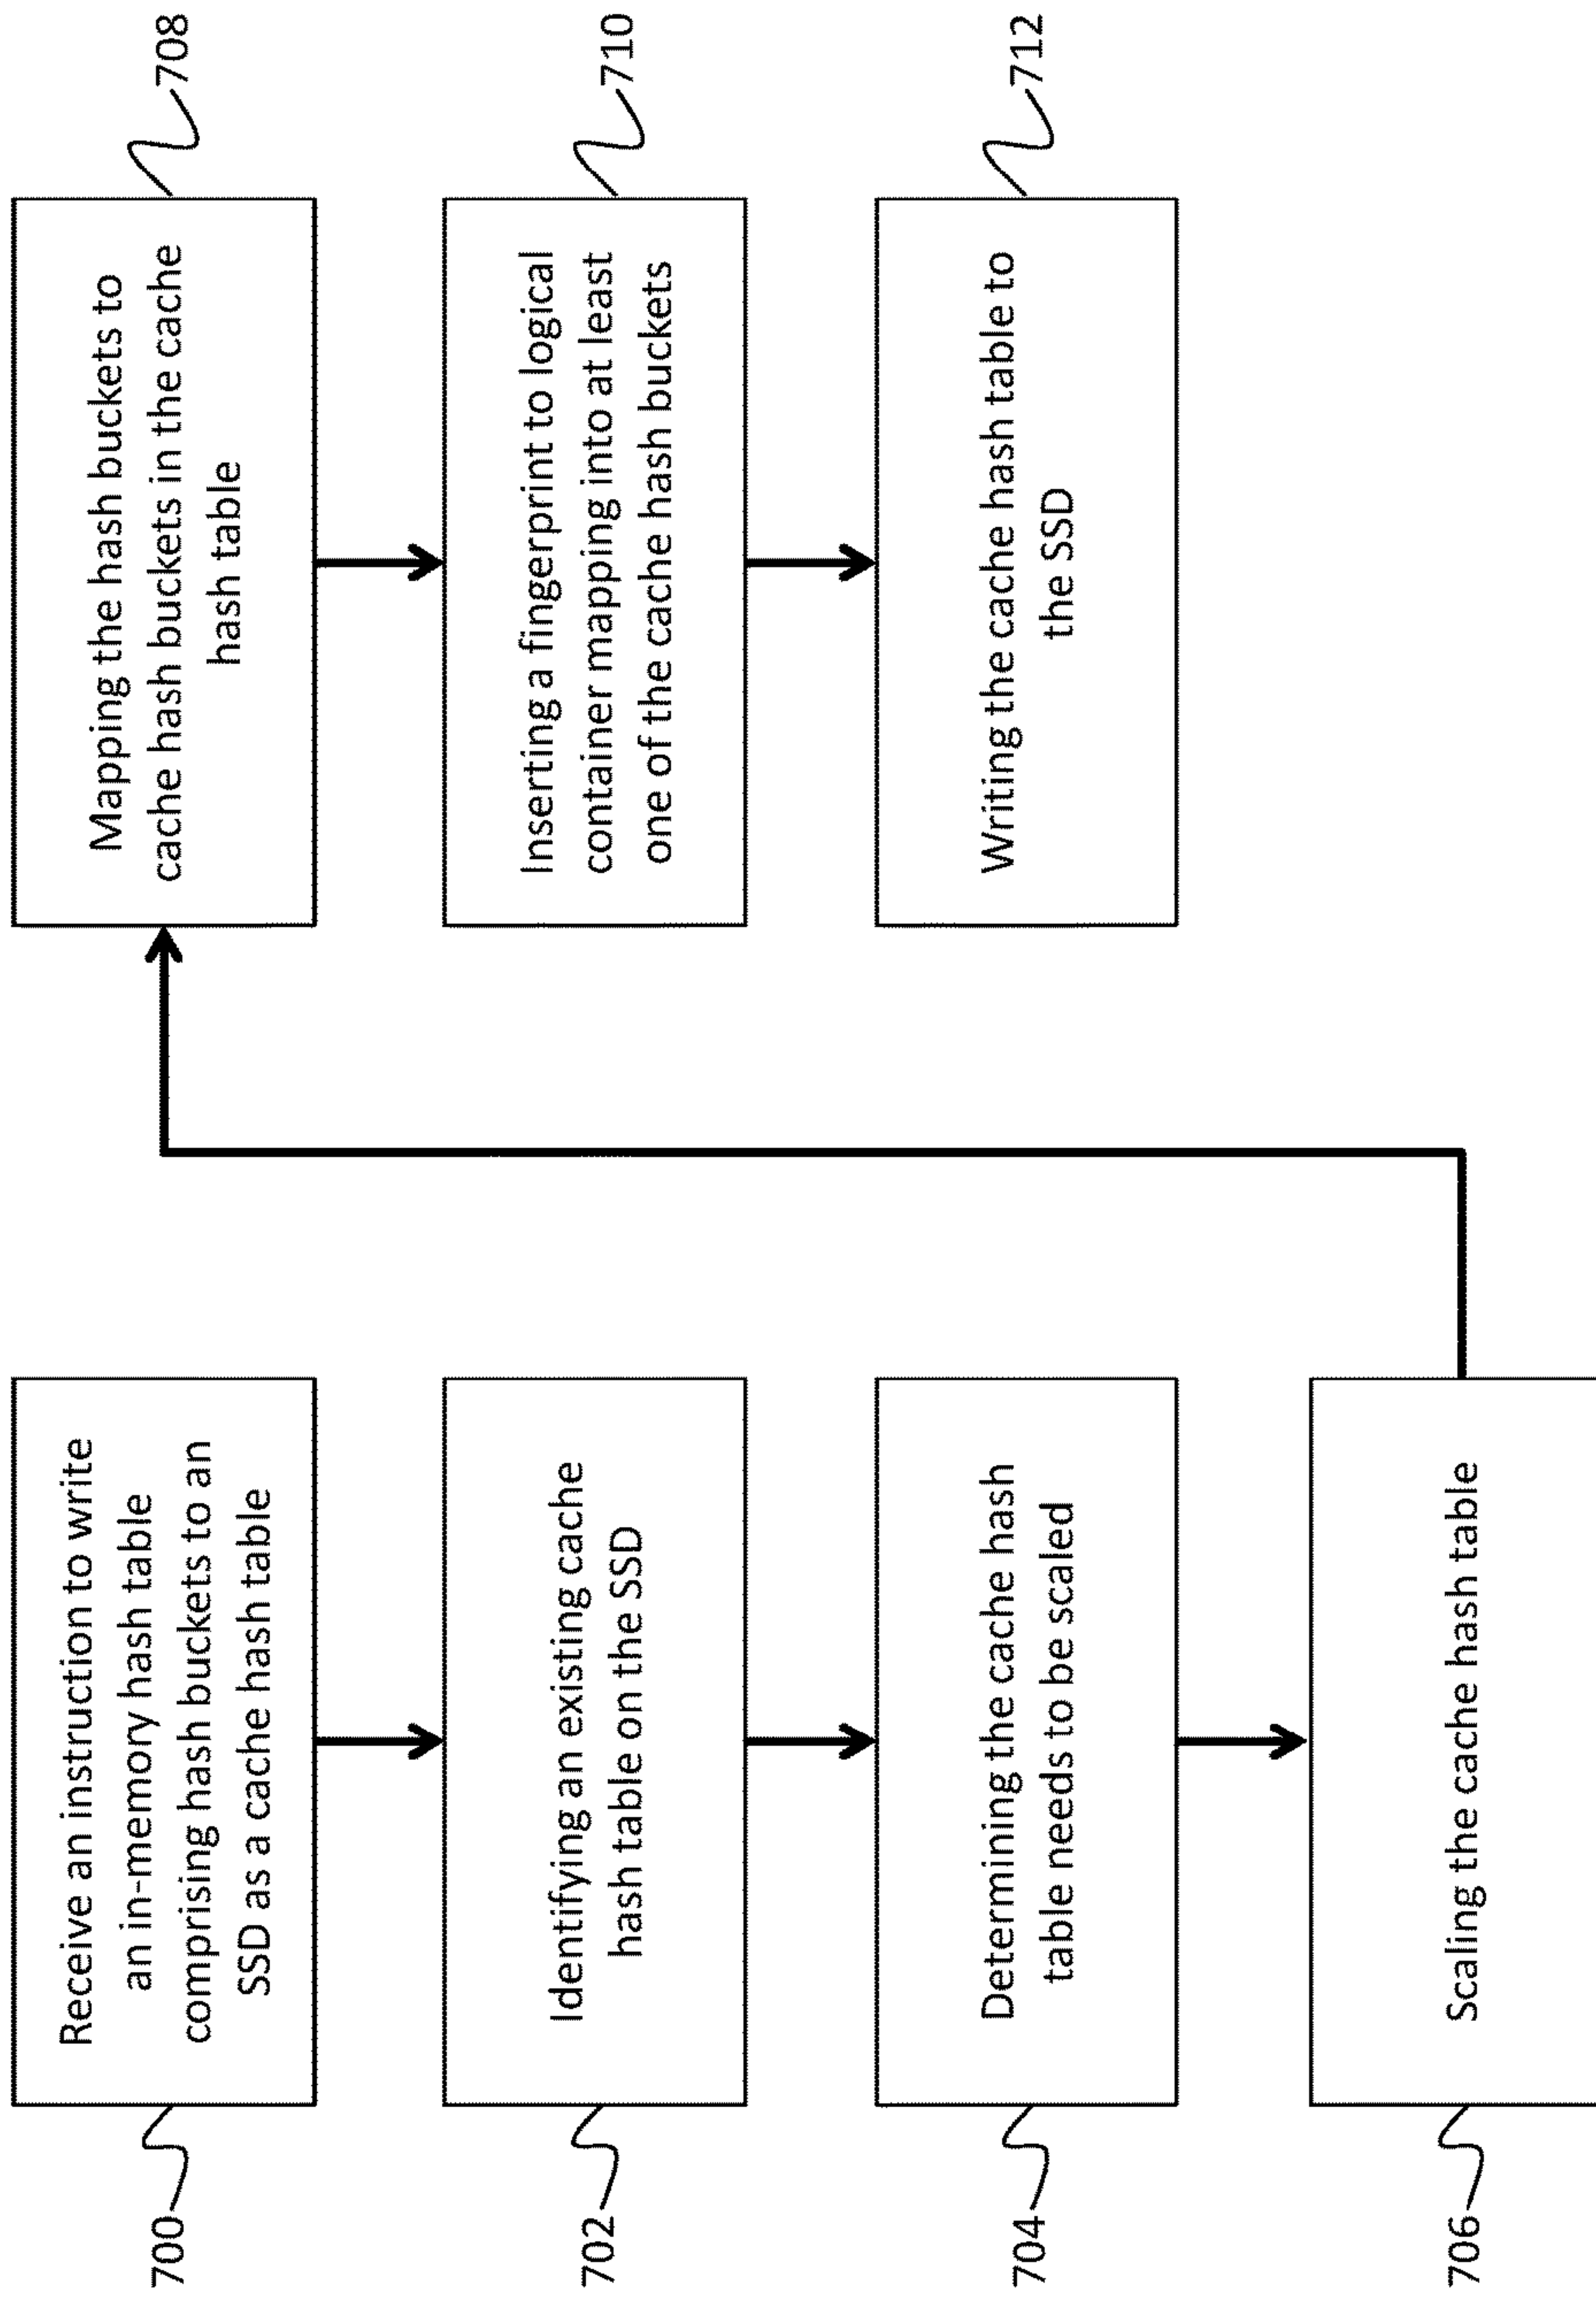 700
Receive an instruction to write
an in-memory hash table
comprising hash buckets to an
SSD as a cache hash table
702
Identifying an existing cache
hash table on the SSD
704
Determining the cache hash
table needs to be scaled
706
Scaling the cache hash table
708
Mapping the hash buckets to
cache hash buckets in the cache
hash table
710
Inserting a fingerprint to logical
container mapping into at least
one of the cache hash buckets
712
Writing the cache hash table to
the SSD